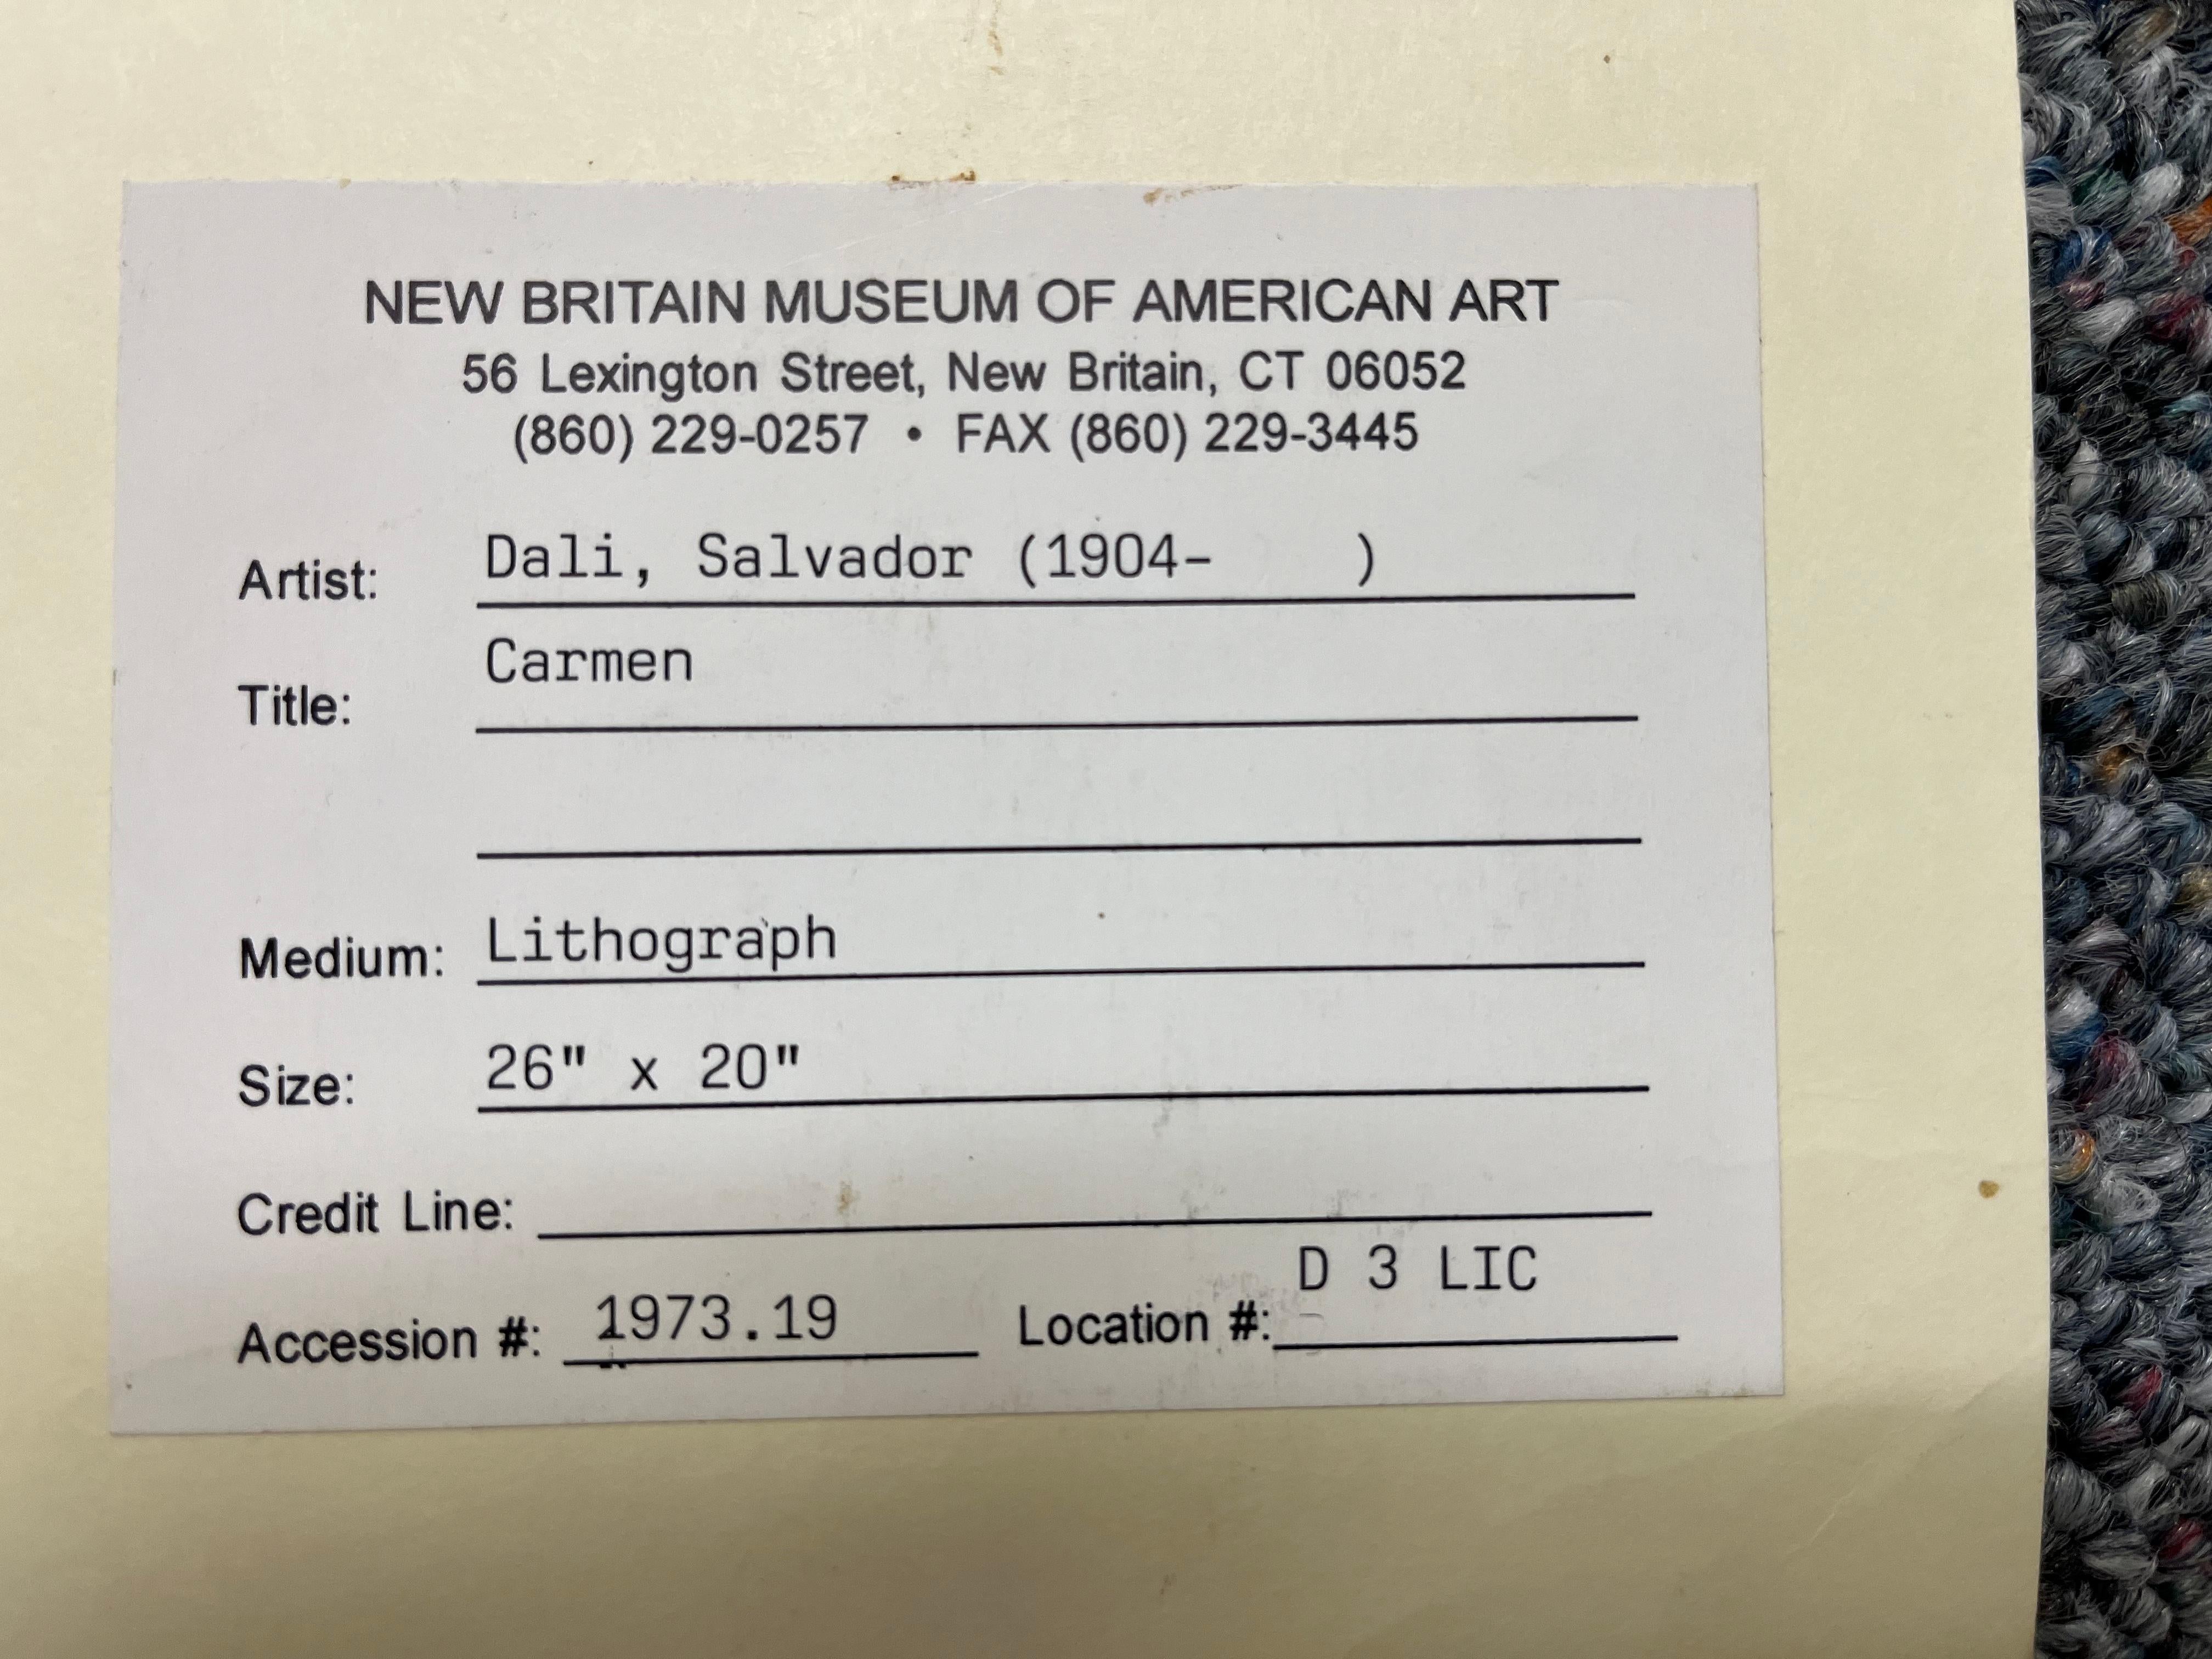 NEW BRITAIN MUSEUM OF AMERICAN ART
56 Lexington Street, New Britain, CT 06052
(860) 229-0257 • FAX (860) 229-3445
Artist: Dali, Salvador (1904-    )
Title: Carmen
Medium: Lithograph
Size: 26" x 20"
Credit Line:
Accession #: 1973.19 Location #: D 3 LIC